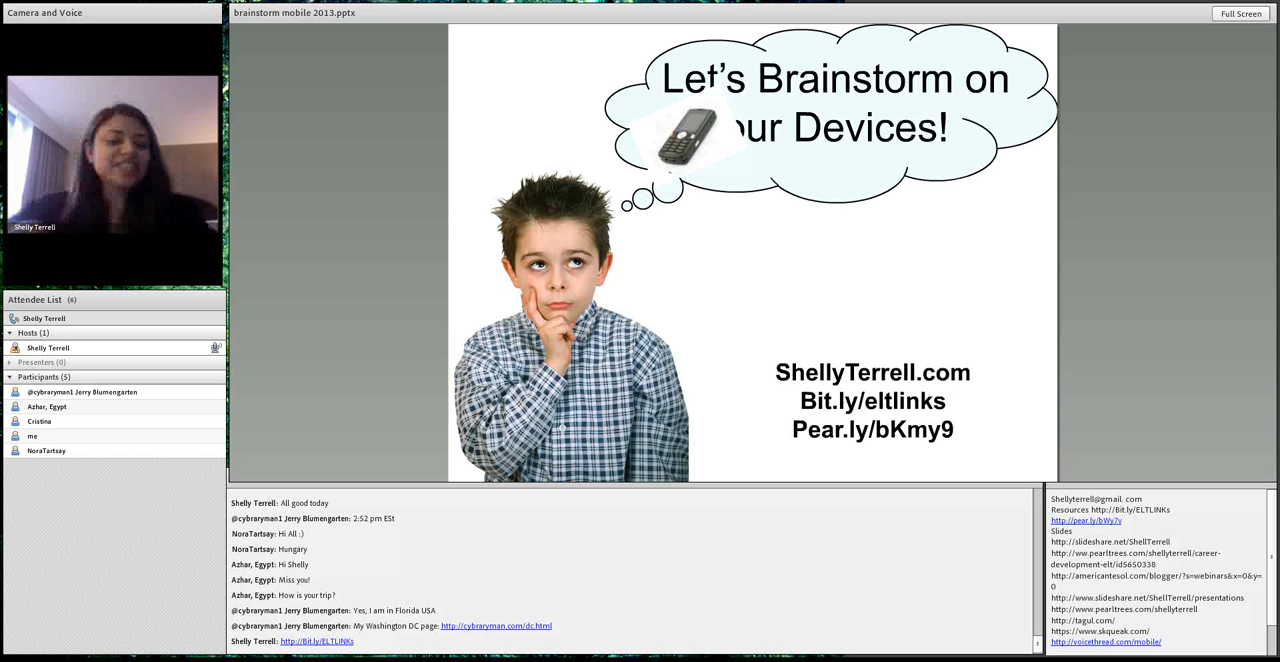 Camera and Voice
Shelly Terrell
Attendee List (6)
Shelly Terrell
Hosts (1)
Shelly Terrell
Presenters (0)
Participants (5)
@cybraryman1 Jerry Blumengarten
Azhar, Egypt
Cristina
me
NoraTartsay
brainstorm mobile 2013.pptx
Full Screen
Let's Brainstorm on
our Devices!
ShellyTerrell.com
Bit.ly/eltlinks
Pear.ly/bKmy9
Shelly Terrell: All good today
@cybraryman1 Jerry Blumengarten: 2:52 pm ESt
NoraTartsay: Hi All :)
NoraTartsay: Hungary
Azhar, Egypt: Hi Shelly
Azhar, Egypt: Miss you!
Azhar, Egypt: How is your trip?
@cybraryman1 Jerry Blumengarten: Yes, I am in Florida USA
@cybraryman1 Jerry Blumengarten: My Washington DC page: http://cybraryman.com/dc.html
Shelly Terrell: http://Bit.ly/ELTLINKs
Shellyterrell@gmail. com
Resources http://Bit.ly/ELTLINKs
http://pear.ly/bWy7v
Slides
http://slideshare.net/ShellTerrell
http://ww.pearltrees.com/shellyterrell/career-
development-elt/id5650338
http://americantesol.com/blogger/?s=webinars&x=0&y=
0
http://www.slideshare.net/ShellTerrell/presentations
http://www.pearltrees.com/shellyterrell
http://tagul.com/
https://www.skqueak.com/
http://voicethread.com/mobile/